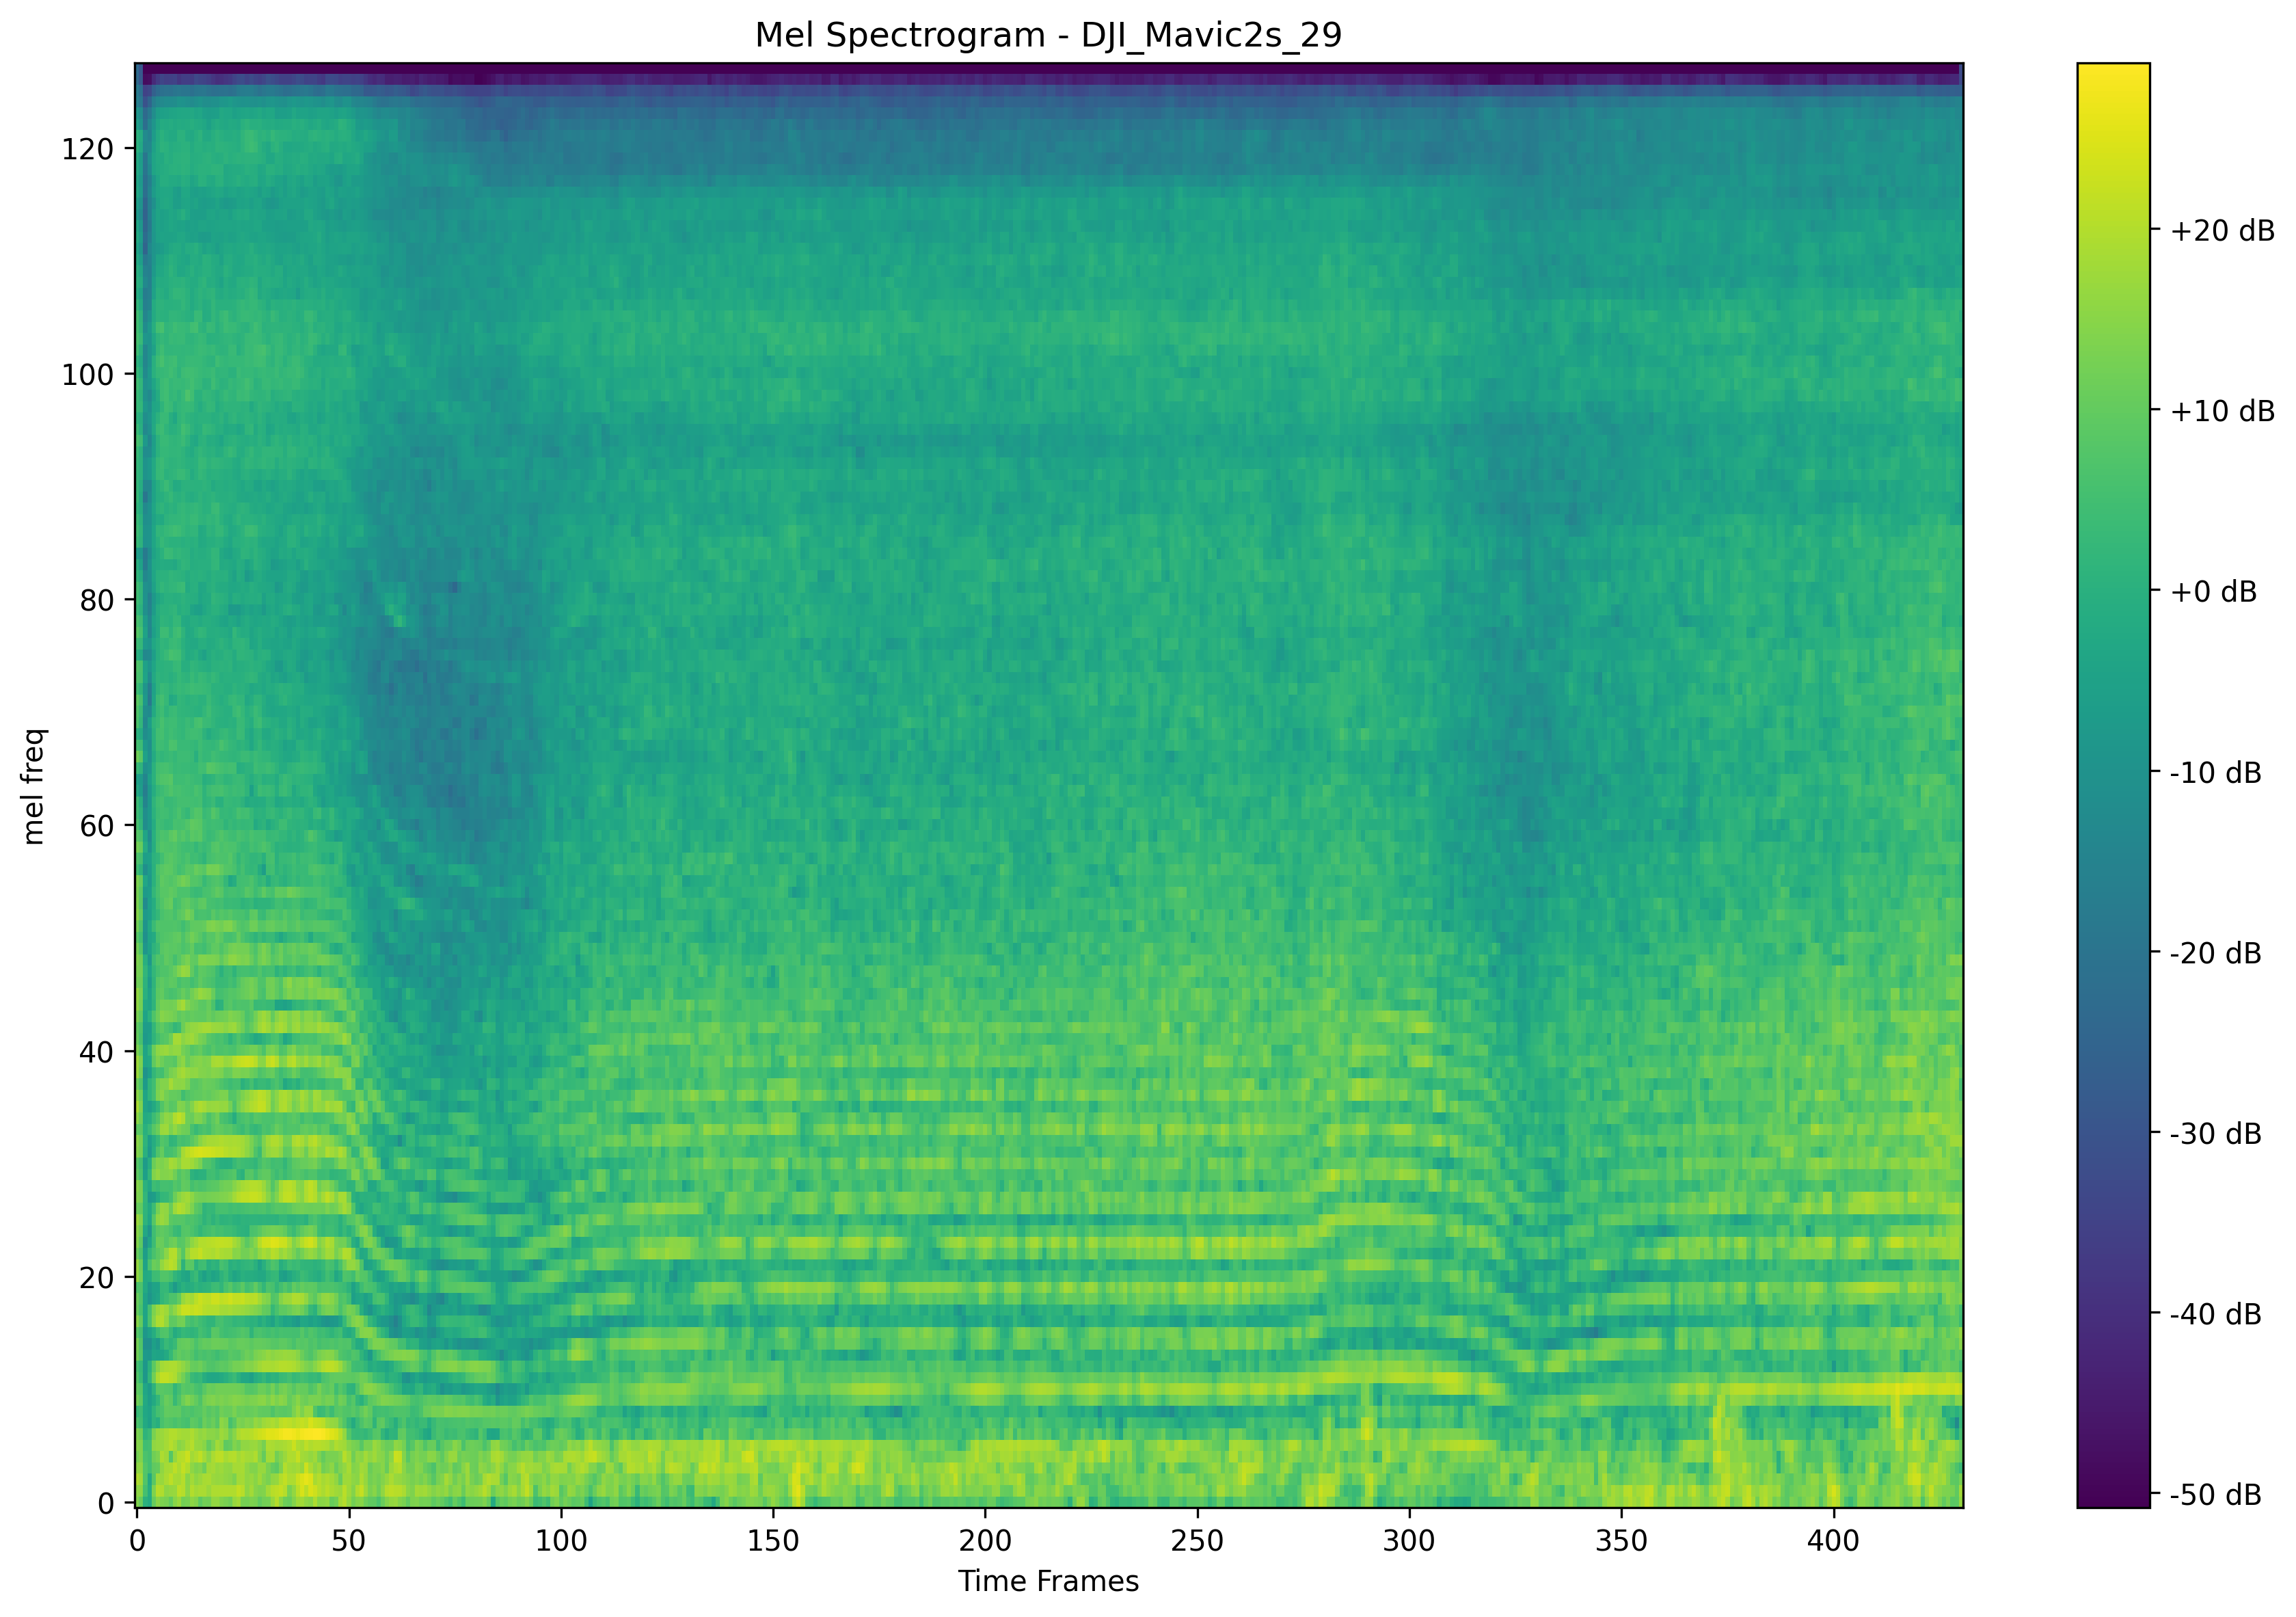 Mel Spectrogram - DJI_Mavic2s_29
mel freq
120
100
80
60
40
20
0
0 50 100 150 200 250 300 350 400
Time Frames
+20 dB
+10 dB
+0 dB
-10 dB
-20 dB
-30 dB
-40 dB
-50 dB